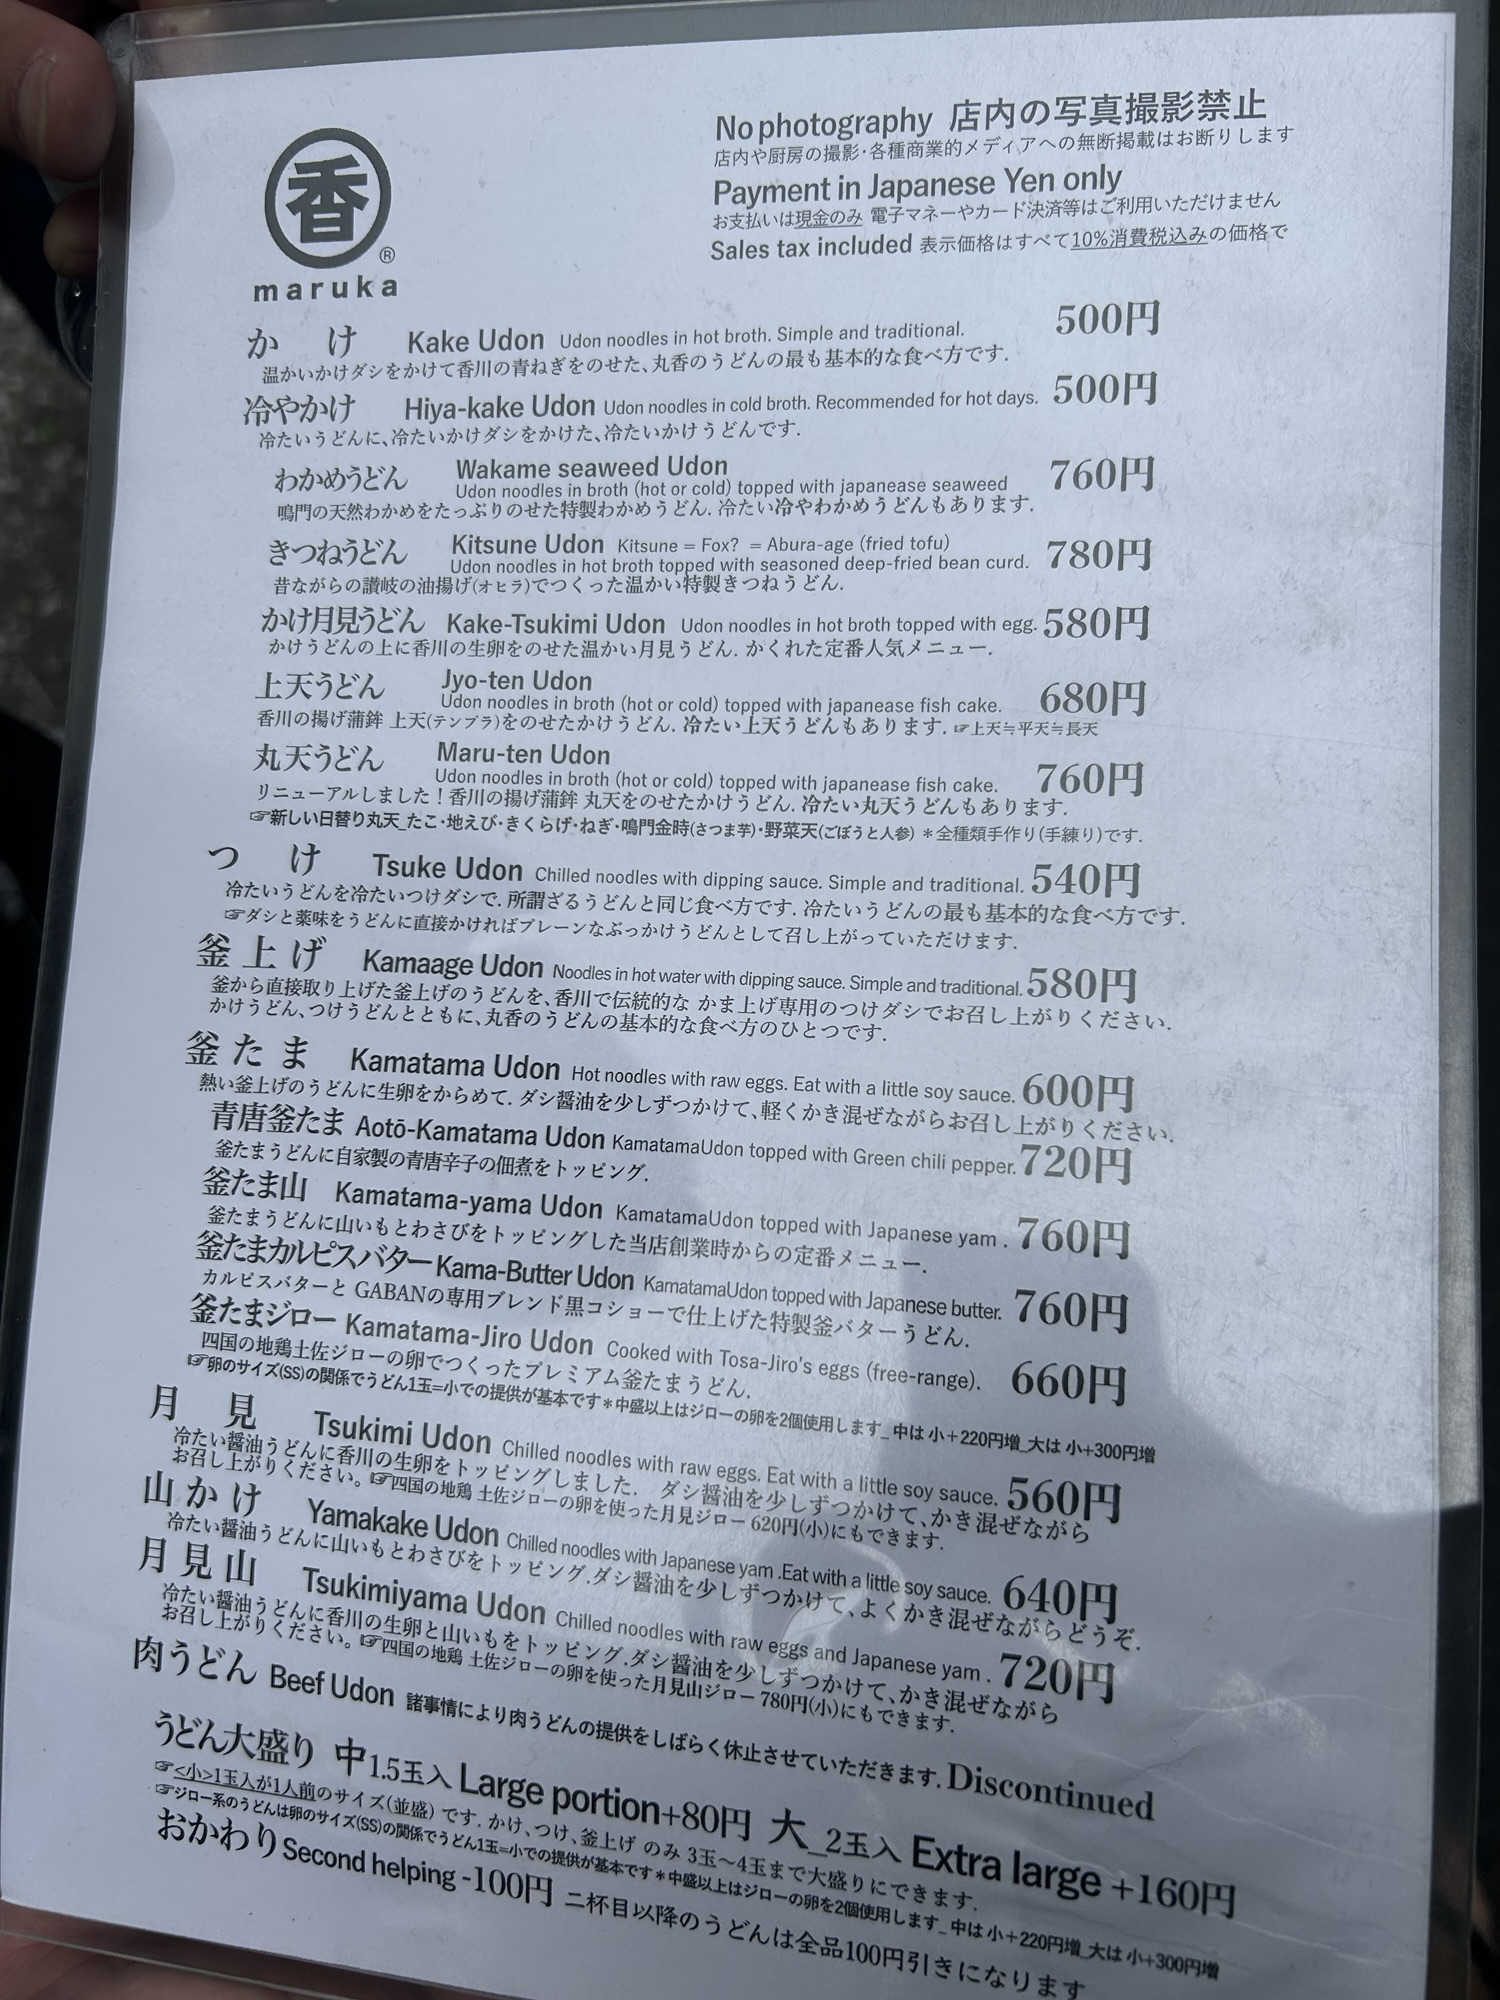 香
®
maruka
No photography 店内の写真撮影禁止
店内や厨房の撮影・各種商業的メディアへの無断掲載はお断りします
Payment in Japanese Yen only
お支払いは現金のみ 電子マネーやカード決済等はご利用いただけません
Sales tax included 表示価格はすべて10%消費税込みの価格で
かけ Kake Udon Udon noodles in hot broth. Simple and traditional. 500円
温かいかけダシをかけて香川の青ねぎをのせた、丸香のうどんの最も基本的な食べ方です.
冷やかけ Hiya-kake Udon Udon noodles in cold broth. Recommended for hot days. 500円
冷たいうどんに、冷たいかけダシをかけた、冷たいかけうどんです.
わかめうどん Wakame seaweed Udon 760円
Udon noodles in broth (hot or cold) topped with japanease seaweed
鳴門の天然わかめをたっぷりのせた特製わかめうどん. 冷たい冷やわかめうどんもあります.
きつねうどん Kitsune Udon Kitsune = Fox? = Abura-age (fried tofu) 780円
Udon noodles in hot broth topped with seasoned deep-fried bean curd.
昔ながらの讃岐の油揚げ(オヒラ)でつくった温かい特製きつねうどん.
かけ月見うどん Kake-Tsukimi Udon Udon noodles in hot broth topped with egg. 580円
かけうどんの上に香川の生卵をのせた温かい月見うどん. かくれた定番人気メニュー.
上天うどん Jyo-ten Udon 680円
Udon noodles in broth (hot or cold) topped with japanease fish cake.
香川の揚げ蒲鉾 上天(テンプラ)をのせたかけうどん. 冷たい上天うどんもあります. ☞上天≒平天≒長天
丸天うどん Maru-ten Udon 760円
Udon noodles in broth (hot or cold) topped with japanease fish cake.
リニューアルしました！香川の揚げ蒲鉾 丸天をのせたかけうどん. 冷たい丸天うどんもあります.
☞新しい日替り丸天_たこ・地えび・きくらげ・ねぎ・鳴門金時(さつま芋)・野菜天(ごぼうと人参) ＊全種類手作り(手練り)です.
つけ Tsuke Udon Chilled noodles with dipping sauce. Simple and traditional. 540円
冷たいうどんを冷たいつけダシで. 所謂ざるうどんと同じ食べ方です. 冷たいうどんの最も基本的な食べ方です.
☞ダシと薬味をうどんに直接かければプレーンなぶっかけうどんとして召し上がっていただけます.
釜上げ Kamaage Udon Noodles in hot water with dipping sauce. Simple and traditional. 580円
釜から直接取り上げた釜上げのうどんを、香川で伝統的な かま上げ専用のつけダシでお召し上がりください.
かけうどん、つけうどんとともに、丸香のうどんの基本的な食べ方のひとつです.
釜たま Kamatama Udon Hot noodles with raw eggs. Eat with a little soy sauce. 600円
熱い釜上げのうどんに生卵をからめて. ダシ醤油を少しずつかけて、軽くかき混ぜながらお召し上がりください.
青唐釜たま Aotō-Kamatama Udon KamatamaUdon topped with Green chili pepper. 720円
釜たまうどんに自家製の青唐辛子の佃煮をトッピング.
釜たま山 Kamatama-yama Udon KamatamaUdon topped with Japanese yam . 760円
釜たまうどんに山いもとわさびをトッピングした当店創業時からの定番メニュー.
釜たまカルピスバター Kama-Butter Udon KamatamaUdon topped with Japanese butter. 760円
カルピスバターと GABANの専用ブレンド黒コショーで仕上げた特製釜バターうどん.
釜たまジロー Kamatama-Jiro Udon Cooked with Tosa-Jiro's eggs (free-range). 660円
四国の地鶏土佐ジローの卵でつくったプレミアム釜たまうどん.
☞卵のサイズ(SS)の関係でうどん1玉=小での提供が基本です＊中盛以上はジローの卵を2個使用します_中は 小＋220円増_大は 小+300円増
月見 Tsukimi Udon Chilled noodles with raw eggs. Eat with a little soy sauce. 560円
冷たい醤油うどんに香川の生卵をトッピングしました. ダシ醤油を少しずつかけて、かき混ぜながら
お召し上がりください。☞四国の地鶏 土佐ジローの卵を使った月見ジロー 620円(小)にもできます.
山かけ Yamakake Udon Chilled noodles with Japanese yam .Eat with a little soy sauce. 640円
冷たい醤油うどんに山いもとわさびをトッピング.ダシ醤油を少しずつかけて、よくかき混ぜながらどうぞ.
月見山 Tsukimiyama Udon Chilled noodles with raw eggs and Japanese yam . 720円
冷たい醤油うどんに香川の生卵と山いもをトッピング.ダシ醤油を少しずつかけて、かき混ぜながら
お召し上がりください。☞四国の地鶏 土佐ジローの卵を使った月見山ジロー 780円(小)にもできます.
肉うどん Beef Udon 諸事情により肉うどんの提供をしばらく休止させていただきます. Discontinued
うどん大盛り 中1.5玉入 Large portion+80円 大_2玉入 Extra large +160円
☞<小>1玉入が1人前のサイズ(並盛) です. かけ、つけ、釜上げ のみ 3玉～4玉まで大盛りにできます.
☞ジロー系のうどんは卵のサイズ(SS)の関係でうどん1玉=小での提供が基本です＊中盛以上はジローの卵を2個使用します_中は 小＋220円増_大は 小+300円増
おかわり Second helping -100円 二杯目以降のうどんは全品100円引きになります